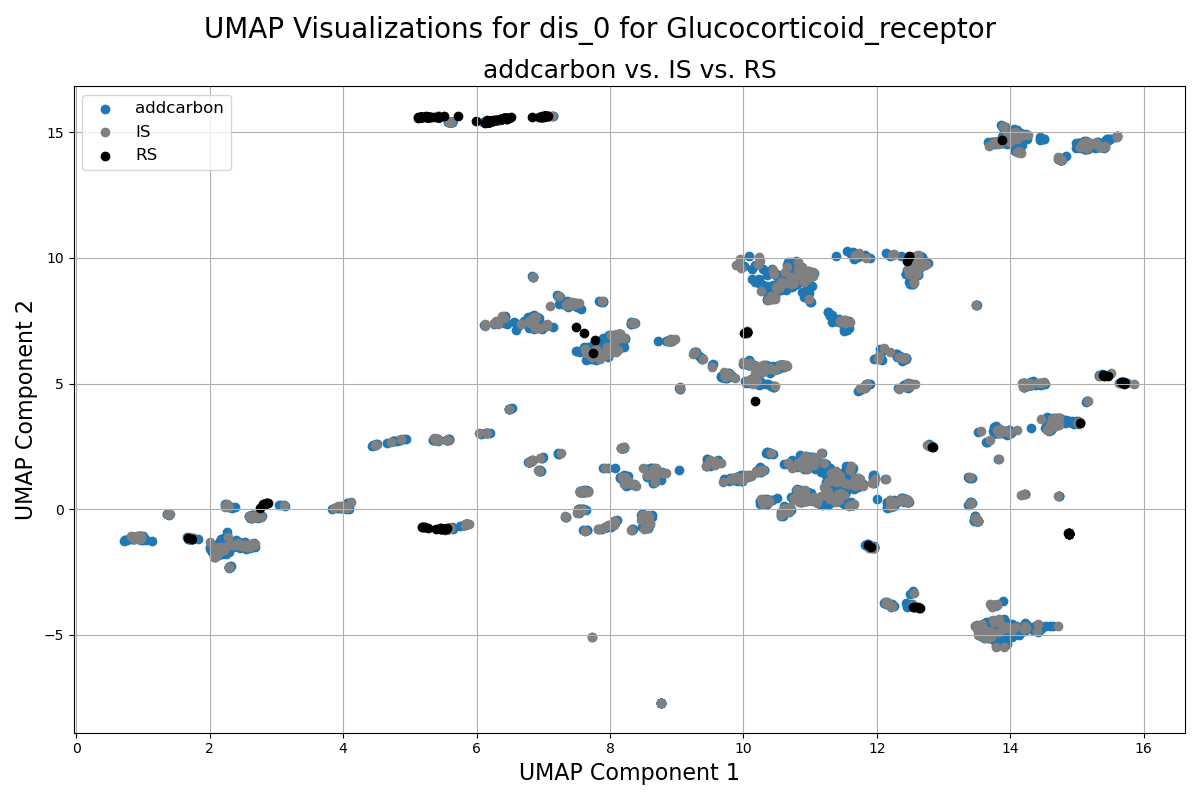 UMAP Visualizations for dis_0 for Glucocorticoid_receptor
addcarbon vs. IS vs. RS
addcarbon
IS
RS
15
10
5
0
−5
UMAP Component 2
0 2 4 6 8 10 12 14 16
UMAP Component 1